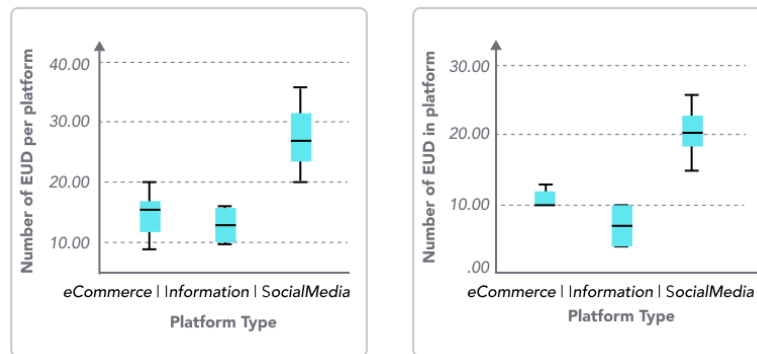 Number of EUD per platform
40.00
30.00
20.00
10.00
eCommerce | Information | SocialMedia
Platform Type
Number of EUD in platform
30.00
20.00
10.00
.00
eCommerce | Information | SocialMedia
Platform Type